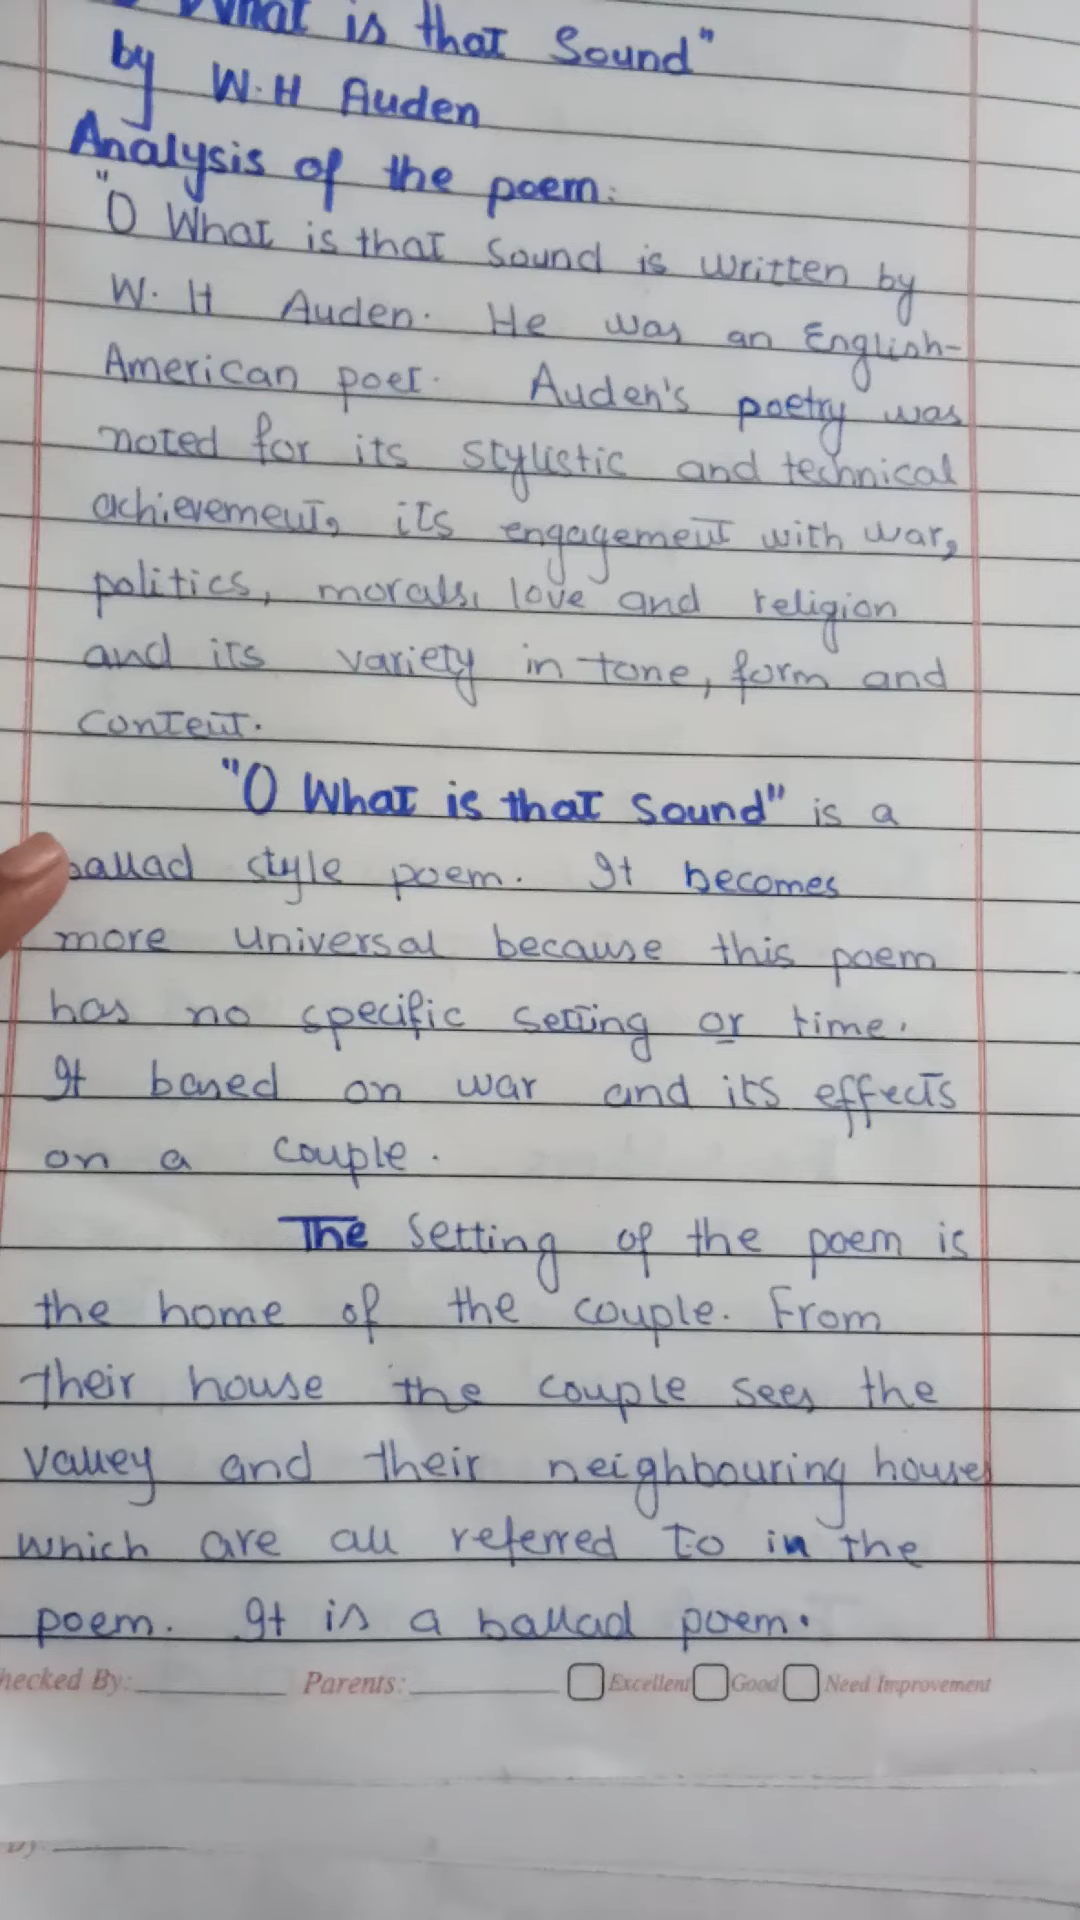 What is that Sound"
by W.H Auden
Analysis of the poem:
"O What is that Sound is written by
W. H Auden. He was an English-
American poet. Auden's poetry was
noted for its stylistic and technical
achievement, its engagement with war,
politics, morals, love and religion
and its variety in tone, form and
content.
"O What is that Sound" is a
ballad style poem. It becomes
more universal because this poem
has no specific setting or time.
It based on war and its effects
on a couple.
The Setting of the poem is
the home of the couple. From
their house the couple sees the
valley and their neighbouring house
which are all referred to in the
poem. It is a ballad poem.
hecked By: Parents: Excellent Good Need Improvement